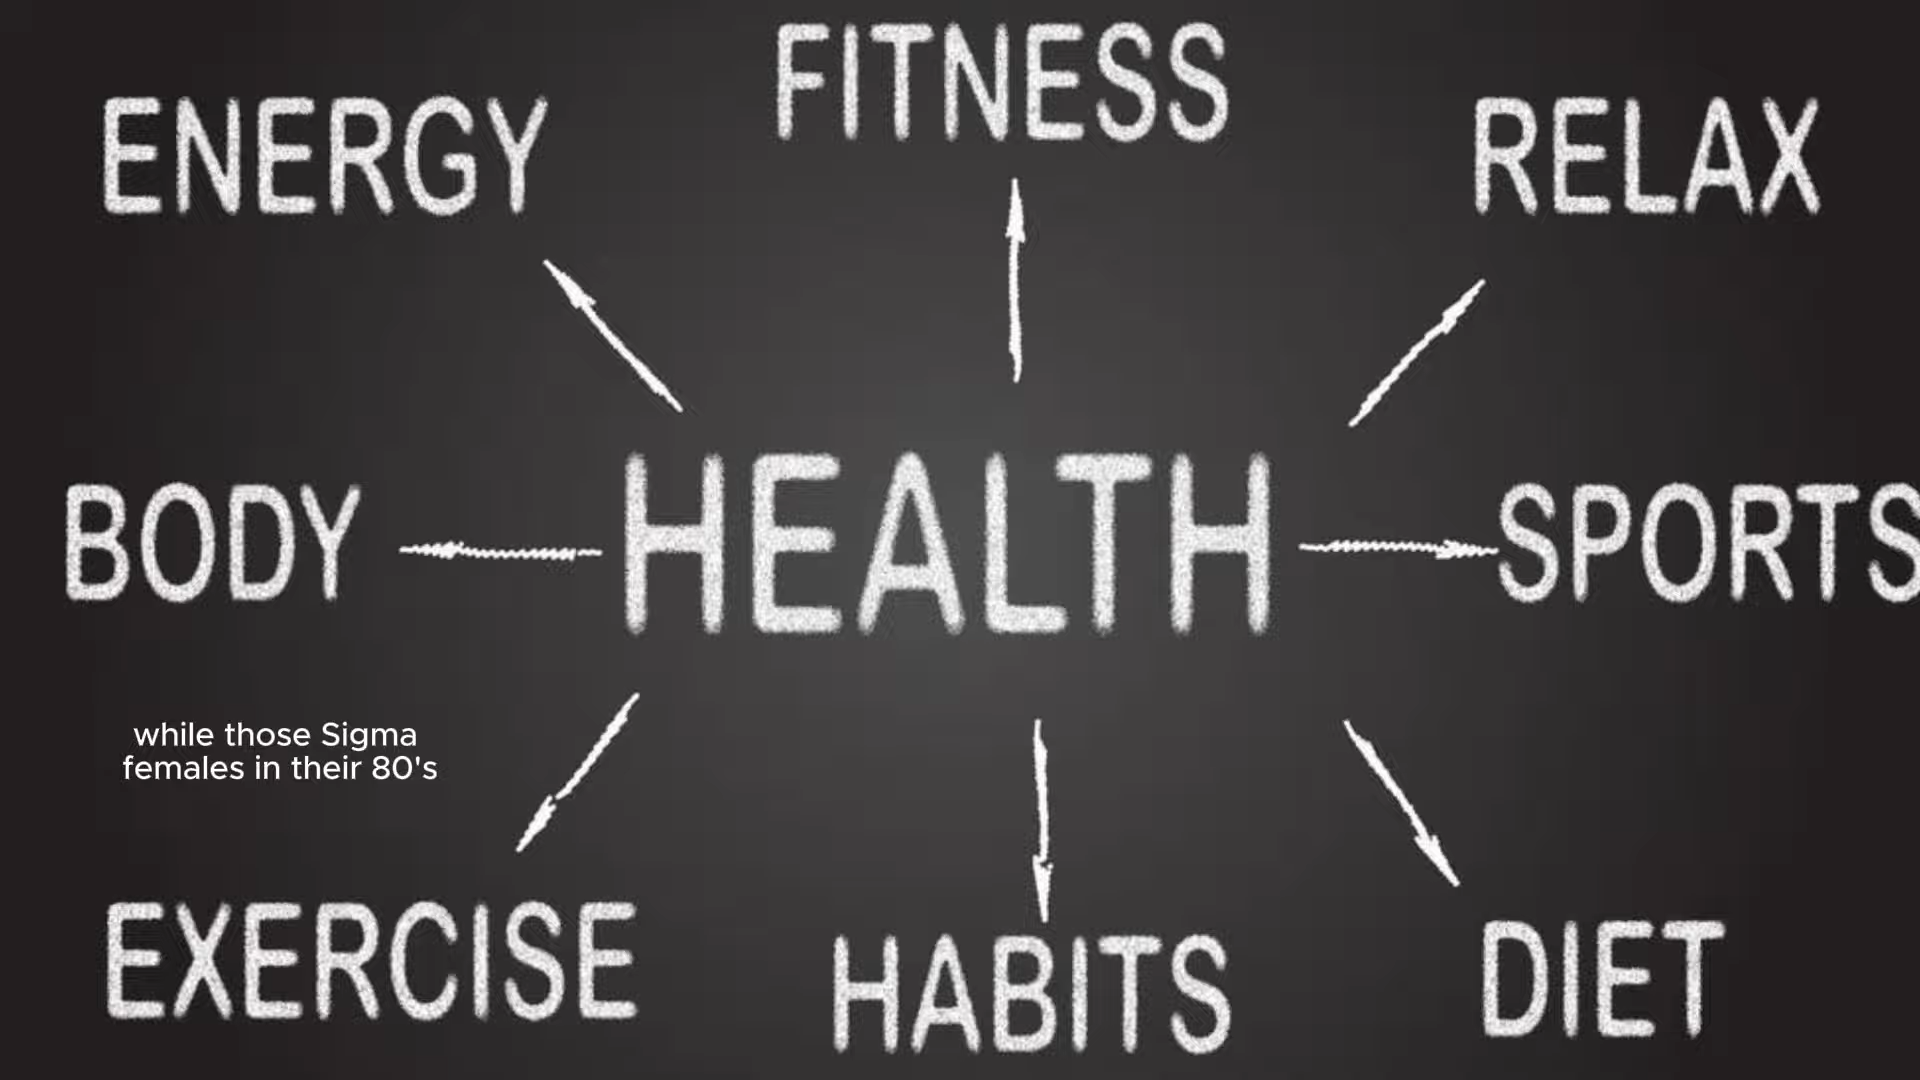 FITNESS
ENERGY
RELAX
BODY
HEALTH
SPORTS
while those Sigma
females in their 80's
EXERCISE
HABITS
DIET